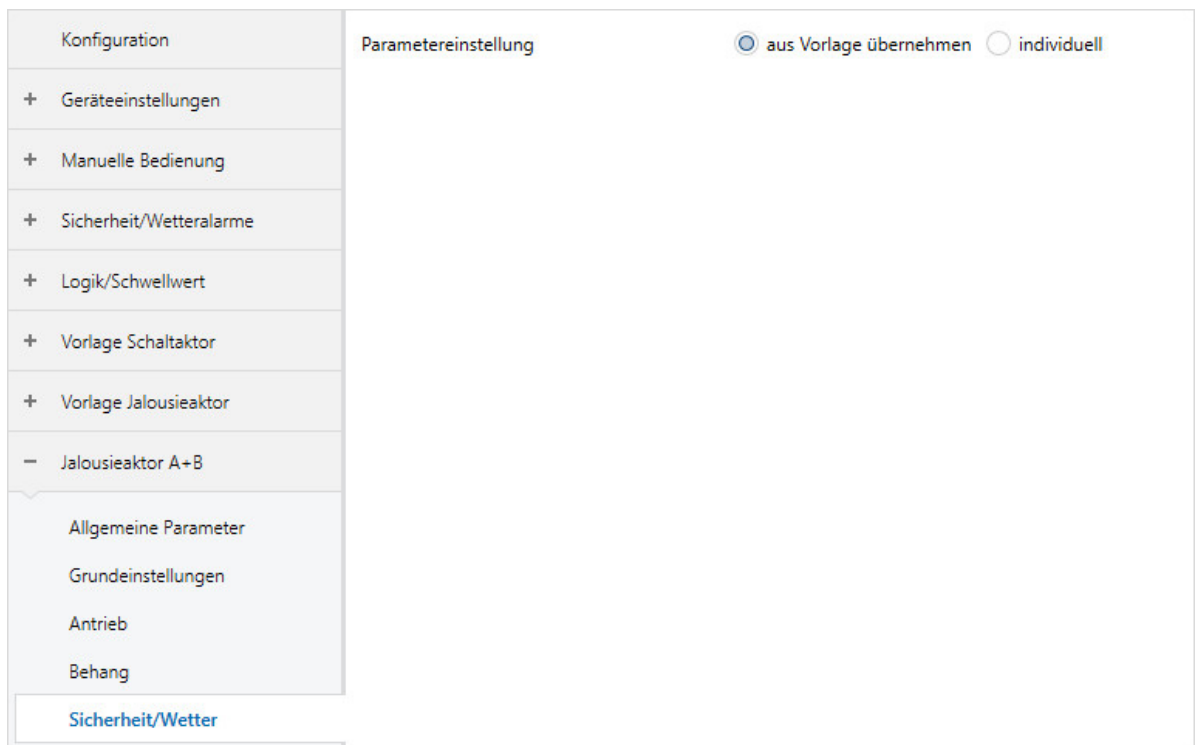 Konfiguration
Parametereinstellung aus Vorlage übernehmen individuell
+ Geräteeinstellungen
+ Manuelle Bedienung
+ Sicherheit/Wetteralarme
+ Logik/Schwellwert
+ Vorlage Schaltaktor
+ Vorlage Jalousieaktor
− Jalousieaktor A+B
Allgemeine Parameter
Grundeinstellungen
Antrieb
Behang
Sicherheit/Wetter